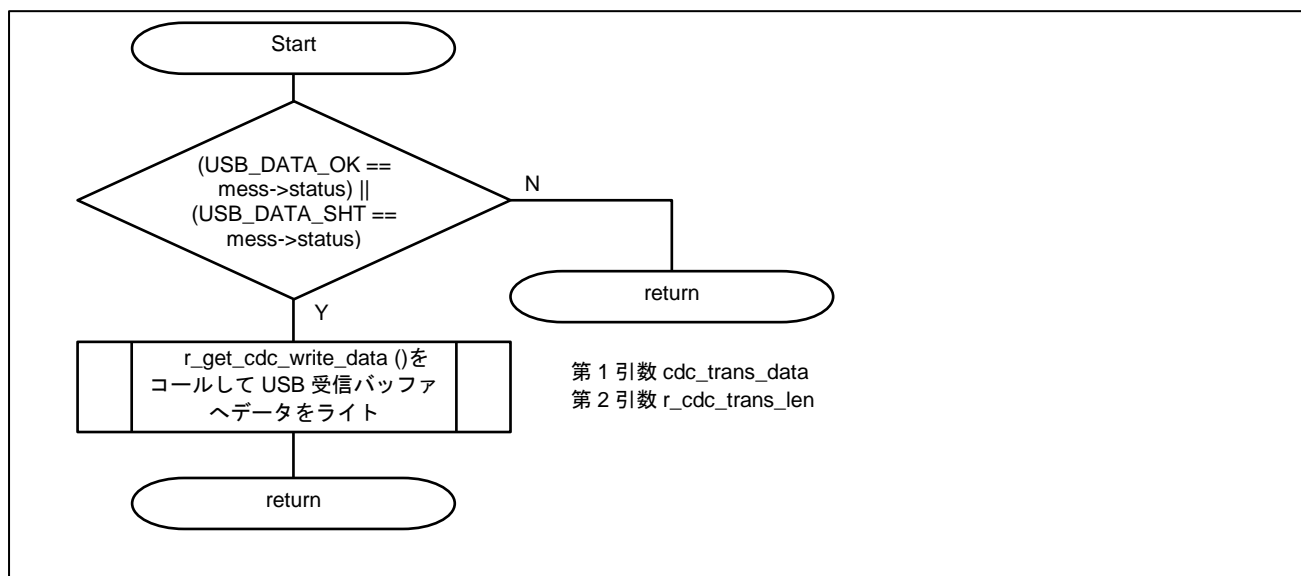 Start
(USB_DATA_OK ==
mess->status) ||
(USB_DATA_SHT ==
mess->status)
N
return
Y
r_get_cdc_write_data ()を
コールして USB 受信バッファ
へデータをライト
第 1 引数 cdc_trans_data
第 2 引数 r_cdc_trans_len
return